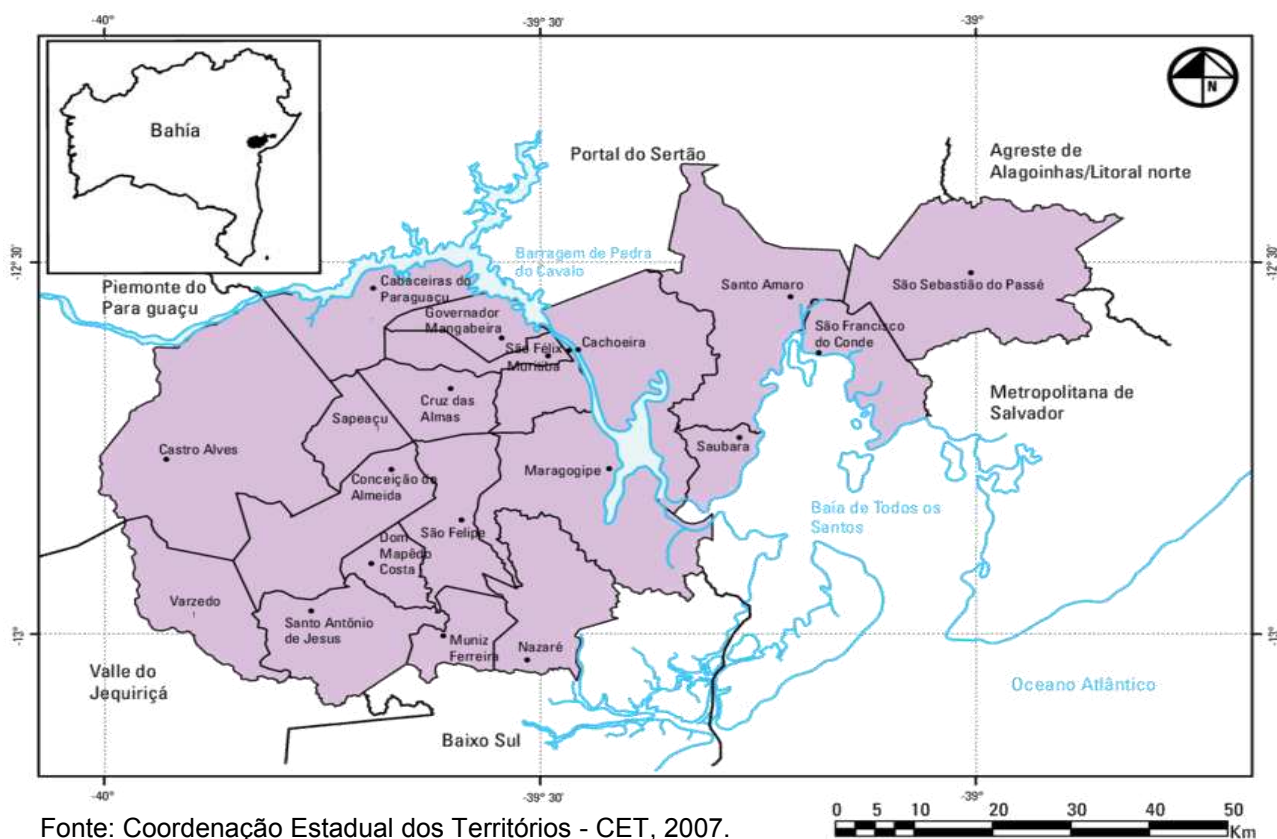 -40°
-39° 30'
-39°
Bahía
N
Portal do Sertão
Agreste de
Alagoinhas/Litoral norte
-12° 30'
-12° 30'
Barragem de Pedra
do Cavalo
Piemonte do
Para guaçu
Cabaceiras do
Paraguaçu
Santo Amaro
São Sebastião do Passé
Governador
Mangabeira
São Francisco
do Conde
São Félix
Muritiba
Cachoeira
Metropolitana de
Salvador
Cruz das
Almas
Sapeaçu
Saubara
Castro Alves
Maragogipe
Conceição do
Almeida
Baía de Todos os
Santos
São Felipe
Dom
Mapêdo
Costa
Varzedo
Santo Antônio
de Jesus
-13°
-13°
Muniz
Ferreira
Nazaré
Valle do
Jequiriçá
Oceano Atlântico
Baixo Sul
-40°
-39° 30'
-39°
0 5 10 20 30 40 50
Km
Fonte: Coordenação Estadual dos Territórios - CET, 2007.